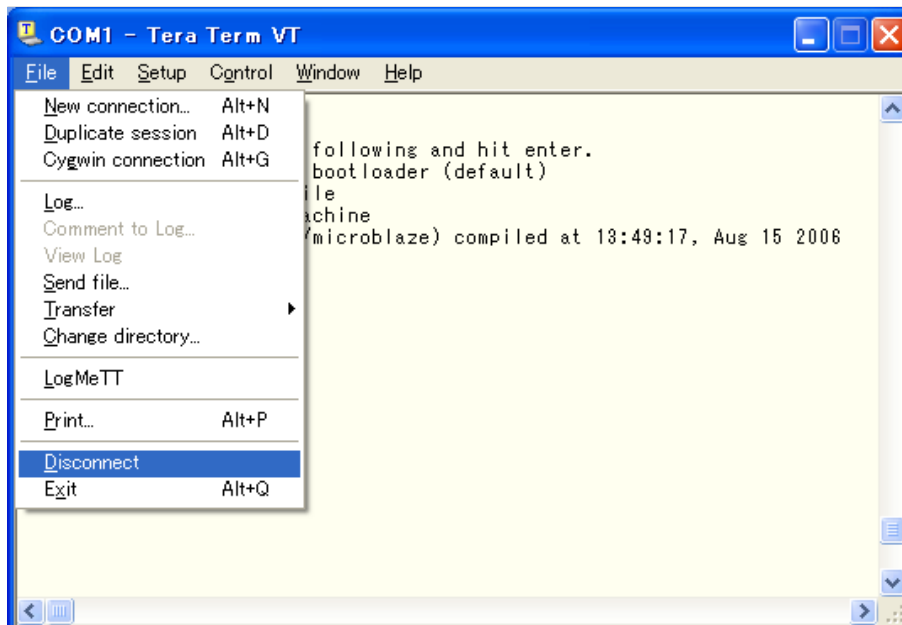 COM1 - Tera Term VT
File Edit Setup Control Window Help
New connection... Alt+N
Duplicate session Alt+D
Cygwin connection Alt+G
Log...
Comment to Log...
View Log
Send file...
Transfer
Change directory...
LogMeTT
Print... Alt+P
Disconnect
Exit Alt+Q
following and hit enter.
bootloader (default)
ile
achine
/microblaze) compiled at 13:49:17, Aug 15 2006